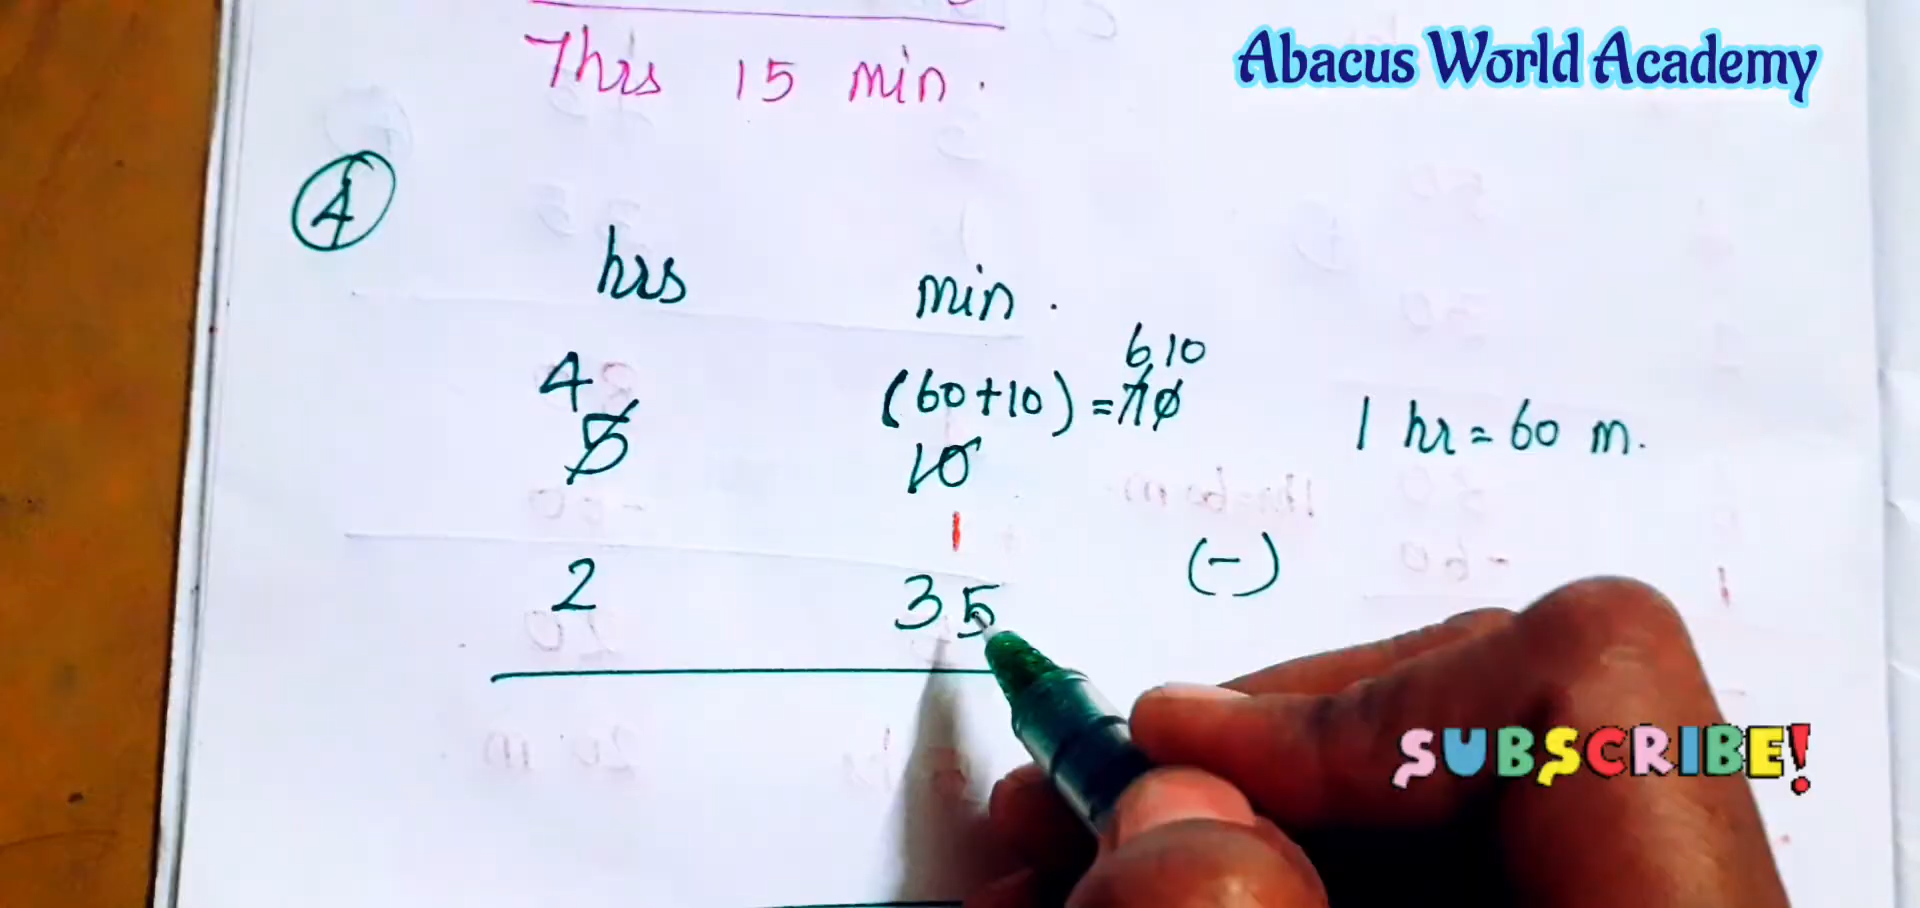 7hrs 15 min.
Abacus World Academy
4
hrs min.
6 10
4 (60+10) = 70
5 10
1 hr = 60 m.
1
(-)
2 35
SUBSCRIBE!